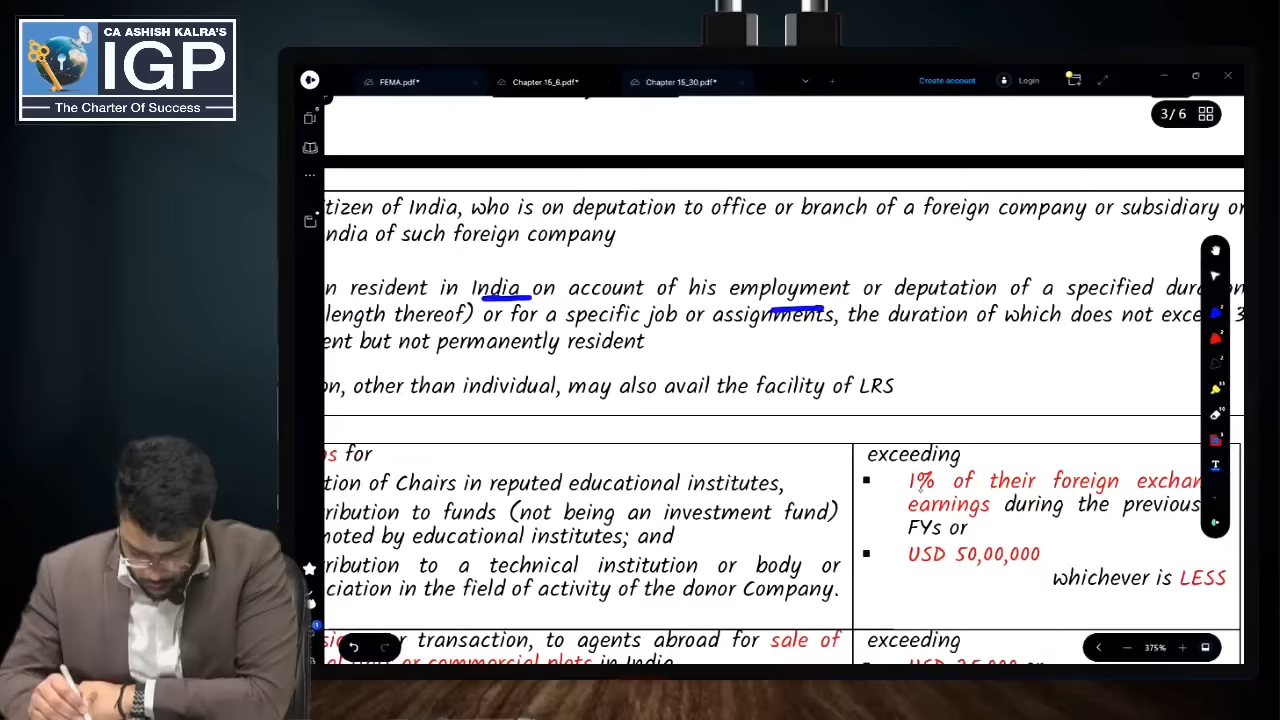 CA ASHISH KALRA'S
IGP
The Charter Of Success
FEMA.pdf*
Chapter 15_6.pdf*
Chapter 15_30.pdf*
Create account
Login
3/6
tizen of India, who is on deputation to office or branch of a foreign company or subsidiary or
ndia of such foreign company
n resident in India on account of his employment or deputation of a specified
length thereof) or for a specific job or assignments, the duration of which does not 3
ent but not permanently resident
on, other than individual, may also avail the facility of LRS
for
tion of Chairs in reputed educational institutes,
ribution to funds (not being an investment fund)
moted by educational institutes; and
ribution to a technical institution or body or
ciation in the field of activity of the donor Company.
exceeding
1% of their foreign exchan
earnings during the previous
FYs or
USD 50,00,000
whichever is LESS
transaction, to agents abroad for sale of
or commercial plots in India
exceeding
375%